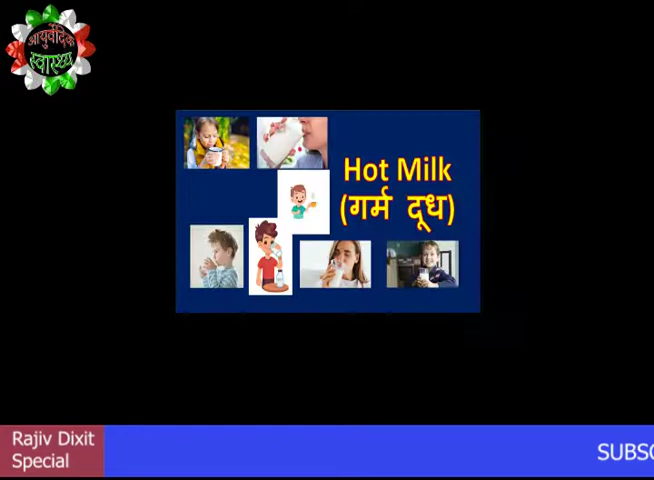 आयुर्वेदिक
स्वास्थ्य
Hot Milk
(गर्म दूध)
Rajiv Dixit
Special
SUBSC